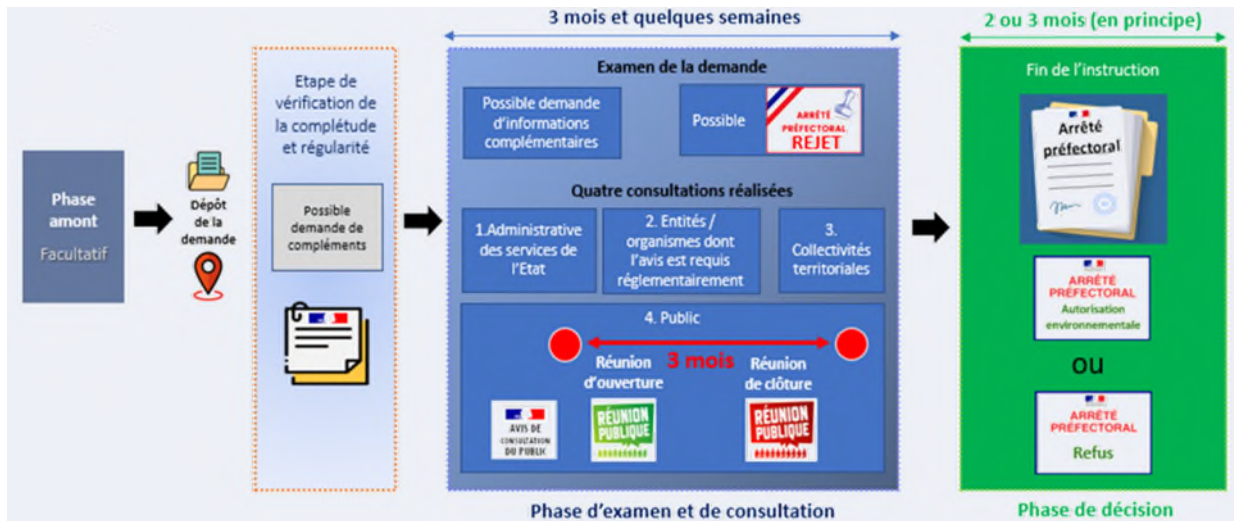 Phase
amont
Facultatif
Dépôt
de la
demande
Etape de
vérification de
la complétude
et régularité
Possible
demande de
compléments
3 mois et quelques semaines
Examen de la demande
Possible demande
d'informations
complémentaires
Possible
ARRÊTÉ
PRÉFECTORAL
REJET
Quatre consultations réalisées
1.Administrative
des services de
l'Etat
2. Entités /
organismes dont
l'avis est requis
réglementairement
3.
Collectivités
territoriales
4. Public
3 mois
Réunion
d'ouverture
Réunion
de clôture
AVIS DE
CONSULTATION
DU PUBLIC
RÉUNION
PUBLIQUE
RÉUNION
PUBLIQUE
Phase d'examen et de consultation
2 ou 3 mois (en principe)
Fin de l'instruction
Arrêté
préfectoral
ARRÊTÉ
PRÉFECTORAL
Autorisation
environnementale
ou
ARRÊTÉ
PRÉFECTORAL
Refus
Phase de décision